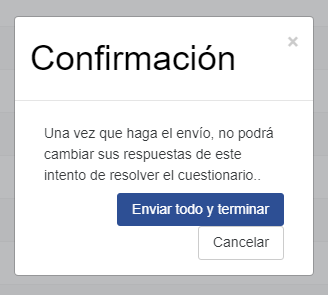 ×
Confirmación
Una vez que haga el envío, no podrá
cambiar sus respuestas de este
intento de resolver el cuestionario..
Enviar todo y terminar
Cancelar